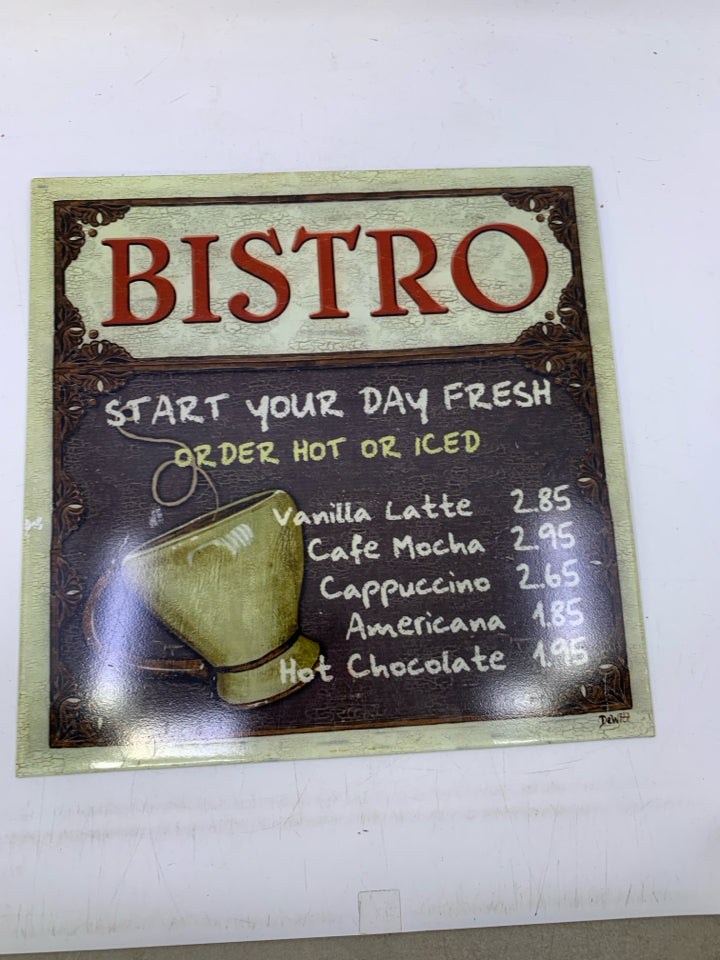 BISTRO
START YOUR DAY FRESH
ORDER HOT OR ICED
Vanilla Latte 2.85
Cafe Mocha 2.95
Cappuccino 2.65
Americana 1.85
Hot Chocolate 1.95